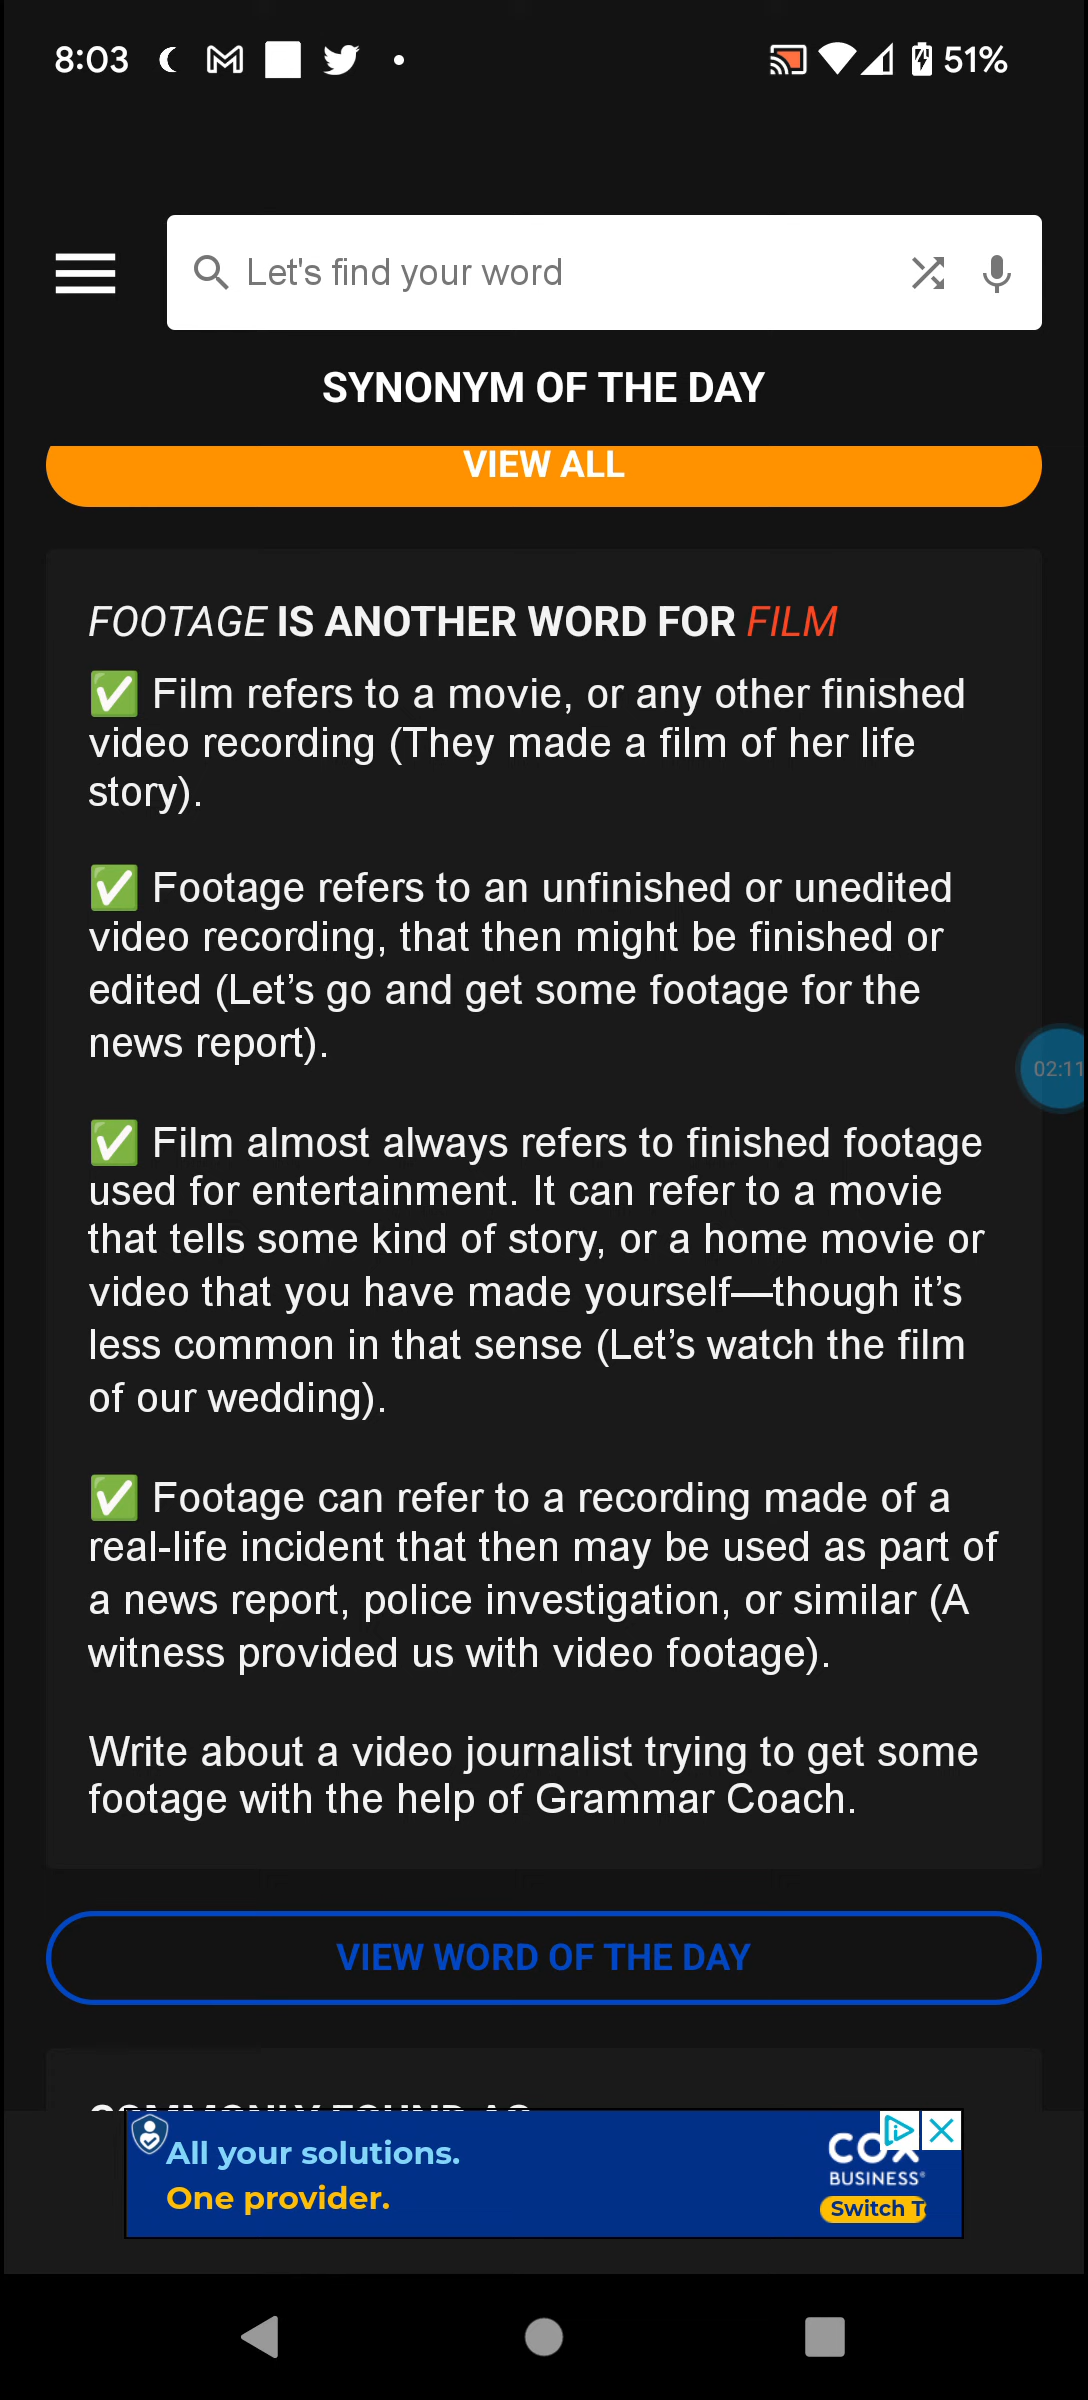 8:03
51%
Let's find your word
SYNONYM OF THE DAY
VIEW ALL
FOOTAGE IS ANOTHER WORD FOR FILM
✅ Film refers to a movie, or any other finished
video recording (They made a film of her life
story).
✅ Footage refers to an unfinished or unedited
video recording, that then might be finished or
edited (Let’s go and get some footage for the
news report).
02:11
✅ Film almost always refers to finished footage
used for entertainment. It can refer to a movie
that tells some kind of story, or a home movie or
video that you have made yourself—though it’s
less common in that sense (Let’s watch the film
of our wedding).
✅ Footage can refer to a recording made of a
real-life incident that then may be used as part of
a news report, police investigation, or similar (A
witness provided us with video footage).
Write about a video journalist trying to get some
footage with the help of Grammar Coach.
VIEW WORD OF THE DAY
COMMONLY FOUND AS
All your solutions.
One provider.
COX
BUSINESS
Switch T